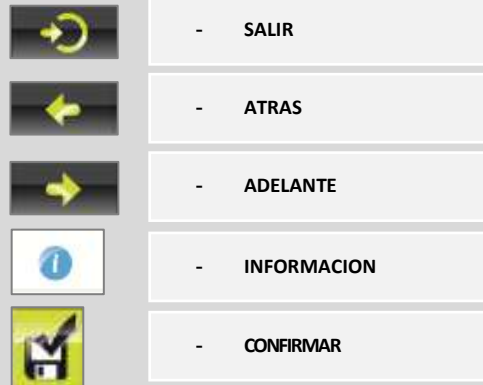 - SALIR
- ATRAS
- ADELANTE
i
- INFORMACION
- CONFIRMAR